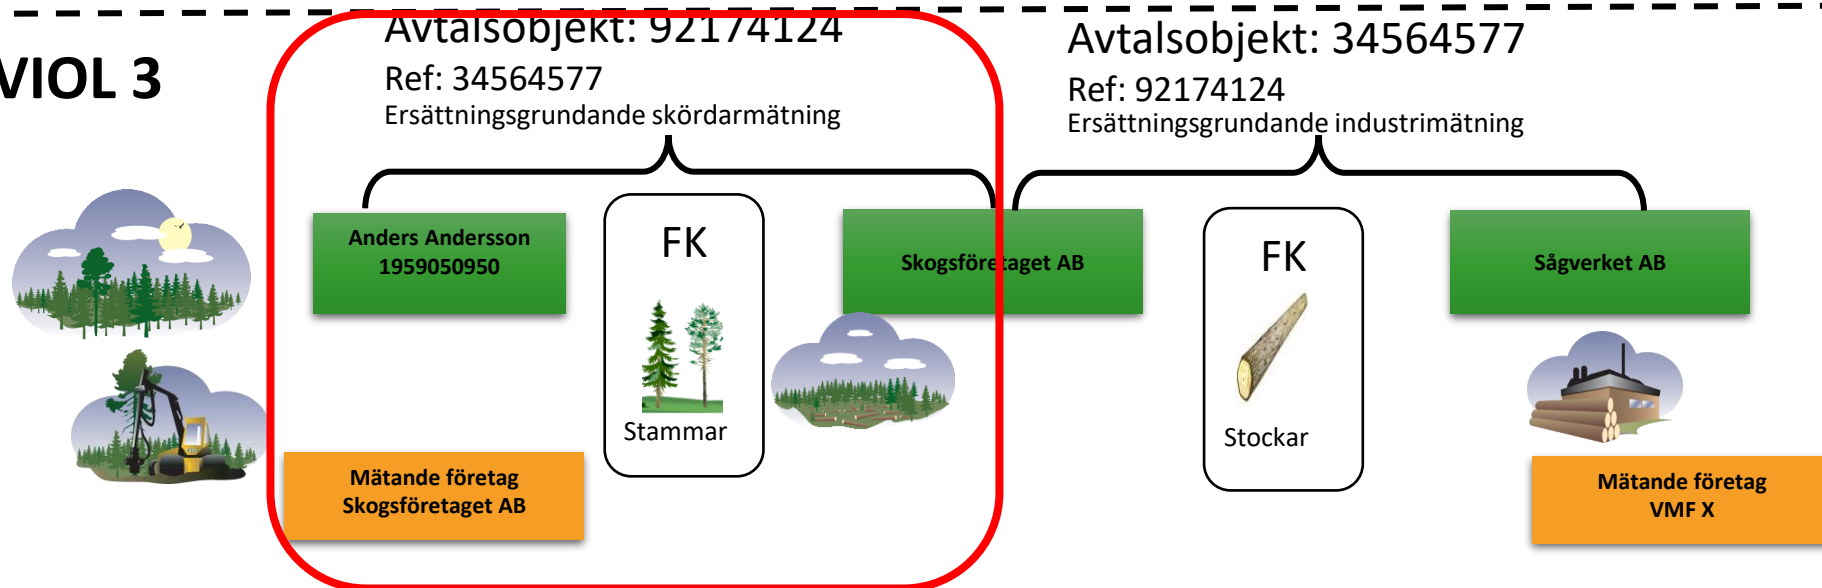 Avtalsobjekt: 92174124
Ref: 34564577
Ersättningsgrundande skördarmätning
Avtalsobjekt: 34564577
Ref: 92174124
Ersättningsgrundande industrimätning
VIOL 3
Anders Andersson
1959050950
FK
Stammar
Skogsföretaget AB
FK
Stockar
Sågverket AB
Mätande företag
Skogsföretaget AB
Mätande företag
VMF X